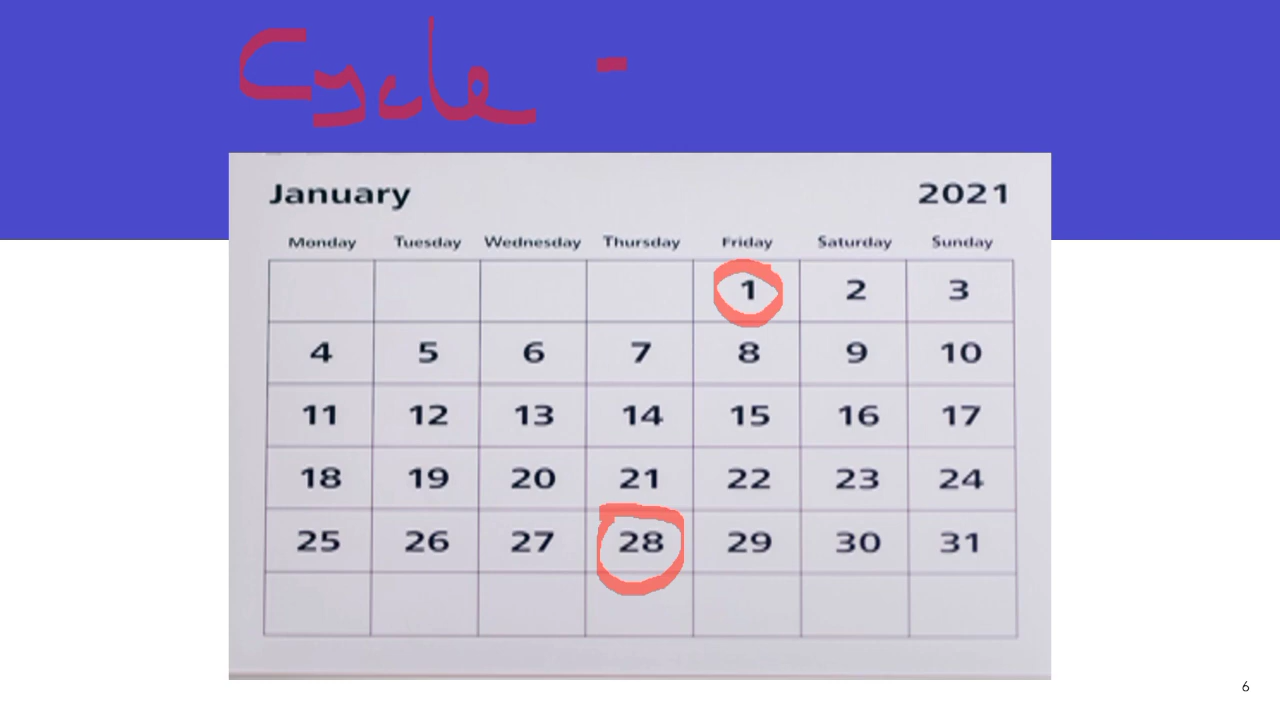 Cycle -
January 2021
Monday Tuesday Wednesday Thursday Friday Saturday Sunday
1 2 3
4 5 6 7 8 9 10
11 12 13 14 15 16 17
18 19 20 21 22 23 24
25 26 27 28 29 30 31
6